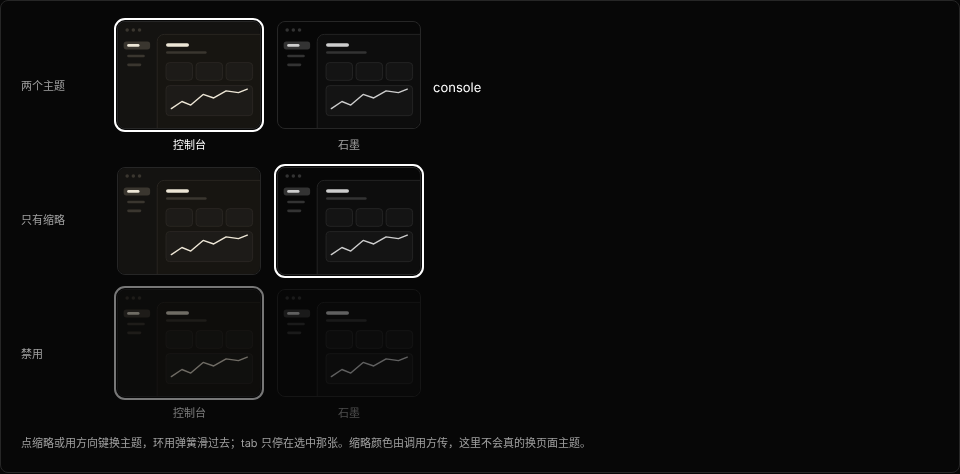 两个主题
console
控制台
石墨
只有缩略
禁用
控制台
石墨
点缩略或用方向键换主题，环用弹簧滑过去；tab 只停在选中那张。缩略颜色由调用方传，这里不会真的换页面主题。